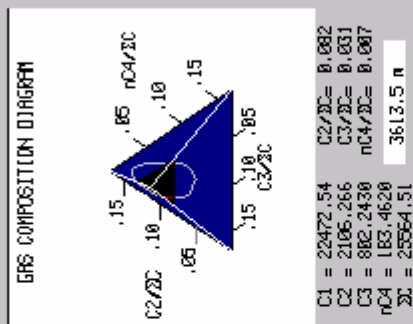 GAS COMPOSITION DIAGRAM
C2/ΣC
nC4/ΣC
.15
.10
.05
.05
.10
.15
.15
.10
.05
C3/ΣC
C1 = 22472.54
C2 = 2106.266
C3 = 802.2430
nC4 = 183.4620
ΣC = 25564.51
C2/ΣC= 0.082
C3/ΣC= 0.031
nC4/ΣC= 0.007
3613.5 m